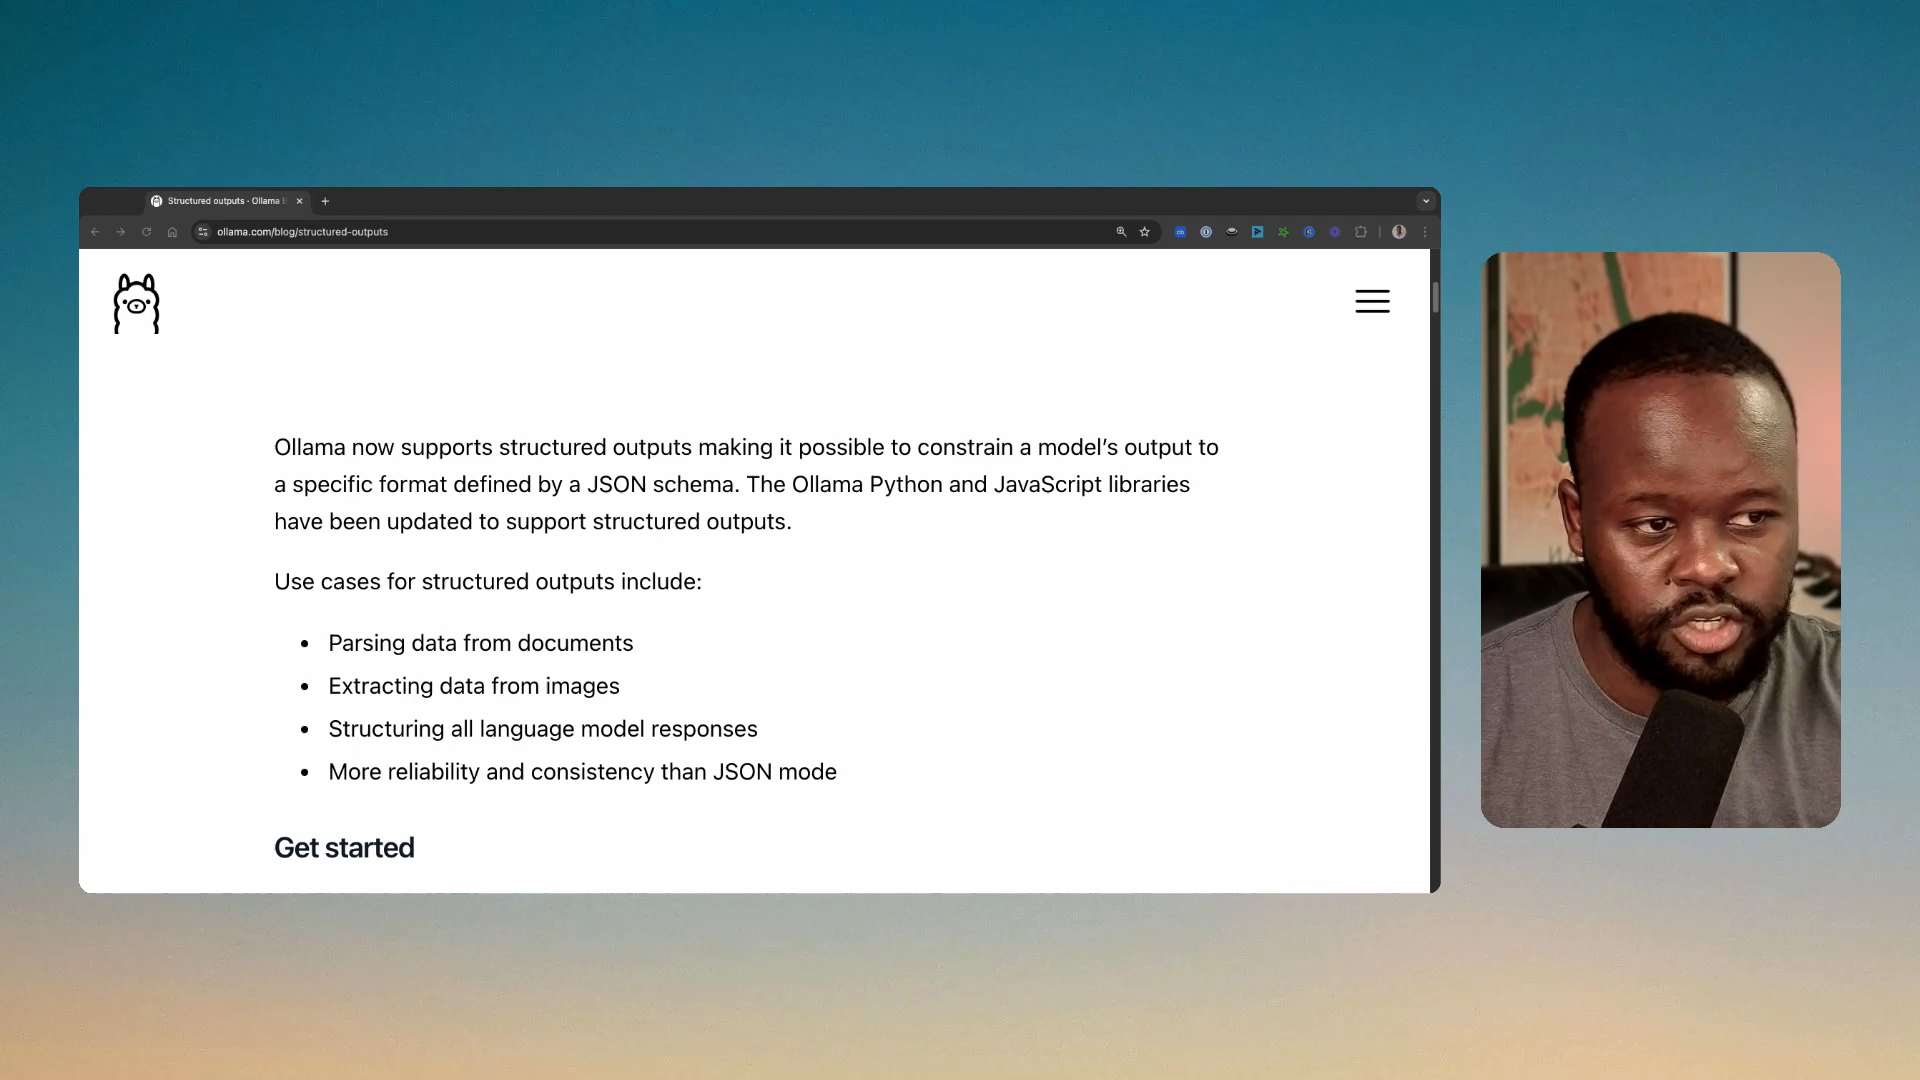 Structured outputs · Ollama B
ollama.com/blog/structured-outputs
Ollama now supports structured outputs making it possible to constrain a model’s output to
a specific format defined by a JSON schema. The Ollama Python and JavaScript libraries
have been updated to support structured outputs.
Use cases for structured outputs include:
• Parsing data from documents
• Extracting data from images
• Structuring all language model responses
• More reliability and consistency than JSON mode
Get started